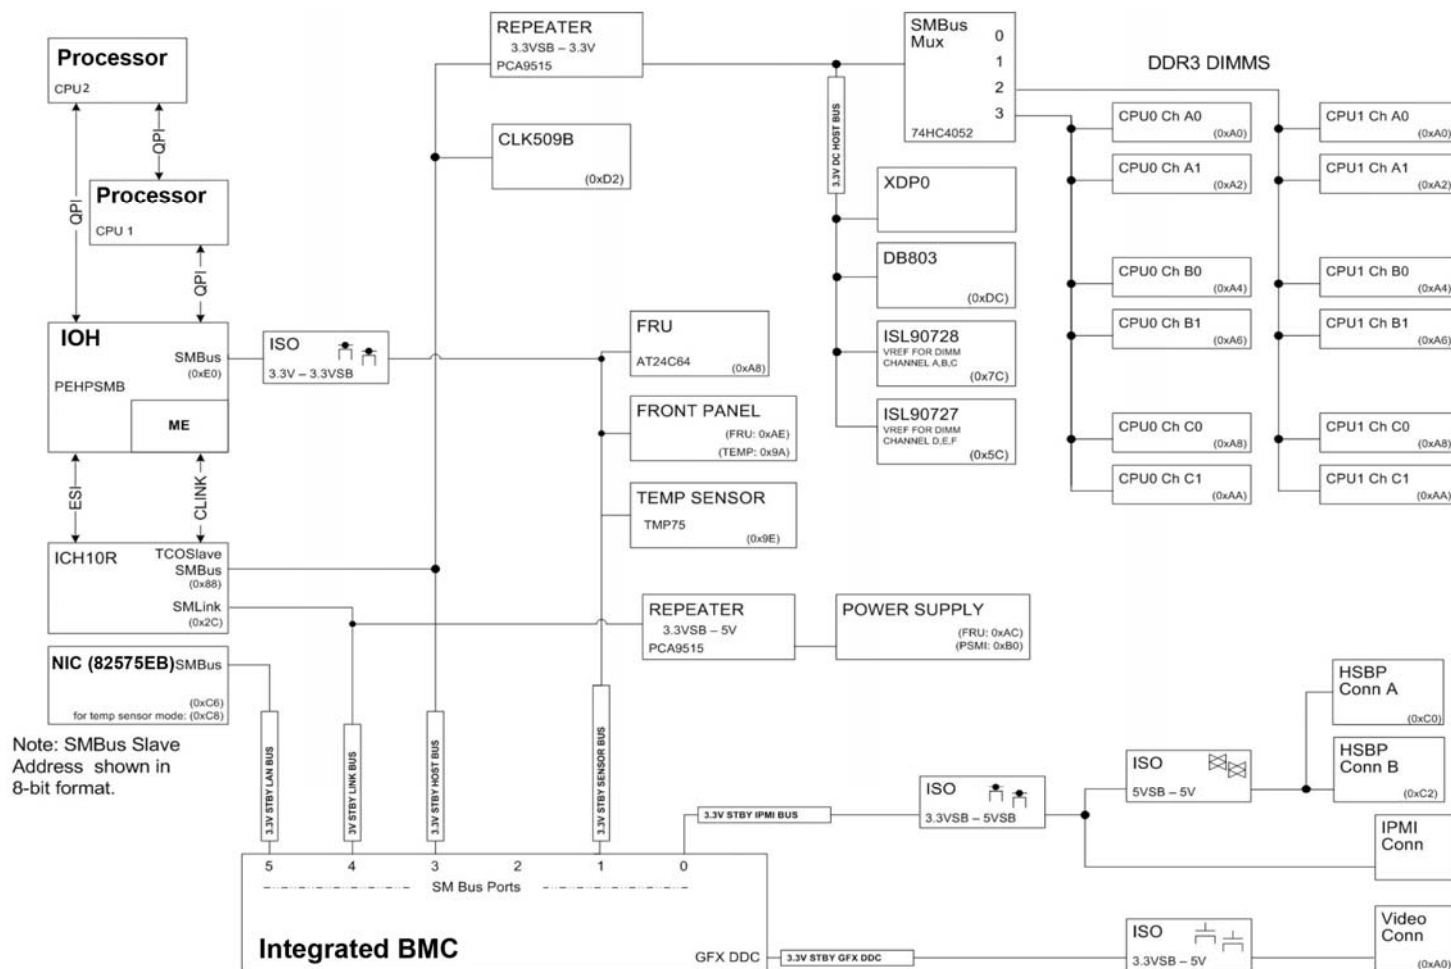 Processor
CPU2
QPI
QPI
Processor
CPU 1
QPI
IOH
SMBus
(0xE0)
PEHPSMB
ME
ESI
CLINK
ICH10R
TCOSlave
SMBus
(0x88)
SMLink
(0x2C)
NIC (82575EB)SMBus
(0xC6)
for temp sensor mode: (0xC8)
Note: SMBus Slave
Address shown in
8-bit format.
ISO
3.3V – 3.3VSB
REPEATER
3.3VSB – 3.3V
PCA9515
CLK509B
(0xD2)
FRU
AT24C64
(0xA8)
FRONT PANEL
(FRU: 0xAE)
(TEMP: 0x9A)
TEMP SENSOR
TMP75
(0x9E)
REPEATER
3.3VSB – 5V
PCA9515
POWER SUPPLY
(FRU: 0xAC)
(PSMI: 0xB0)
SMBus
Mux
0
1
2
3
74HC4052
3.3V DC HOST BUS
XDP0
DB803
(0xDC)
ISL90728
VREF FOR DIMM
CHANNEL A,B,C
(0x7C)
ISL90727
VREF FOR DIMM
CHANNEL D,E,F
(0x5C)
DDR3 DIMMS
CPU0 Ch A0
(0xA0)
CPU0 Ch A1
(0xA2)
CPU0 Ch B0
(0xA4)
CPU0 Ch B1
(0xA6)
CPU0 Ch C0
(0xA8)
CPU0 Ch C1
(0xAA)
CPU1 Ch A0
(0xA0)
CPU1 Ch A1
(0xA2)
CPU1 Ch B0
(0xA4)
CPU1 Ch B1
(0xA6)
CPU1 Ch C0
(0xA8)
CPU1 Ch C1
(0xAA)
3.3V STBY LAN BUS
3V STBY LINK BUS
3.3V STBY HOST BUS
3.3V STBY SENSOR BUS
3.3V STBY IPMI BUS
ISO
3.3VSB – 5VSB
ISO
5VSB – 5V
HSBP
Conn A
(0xC0)
HSBP
Conn B
(0xC2)
IPMI
Conn
5 4 3 2 1 0
SM Bus Ports
Integrated BMC
GFX DDC
3.3V STBY GFX DDC
ISO
3.3VSB – 5V
Video
Conn
(0xA0)